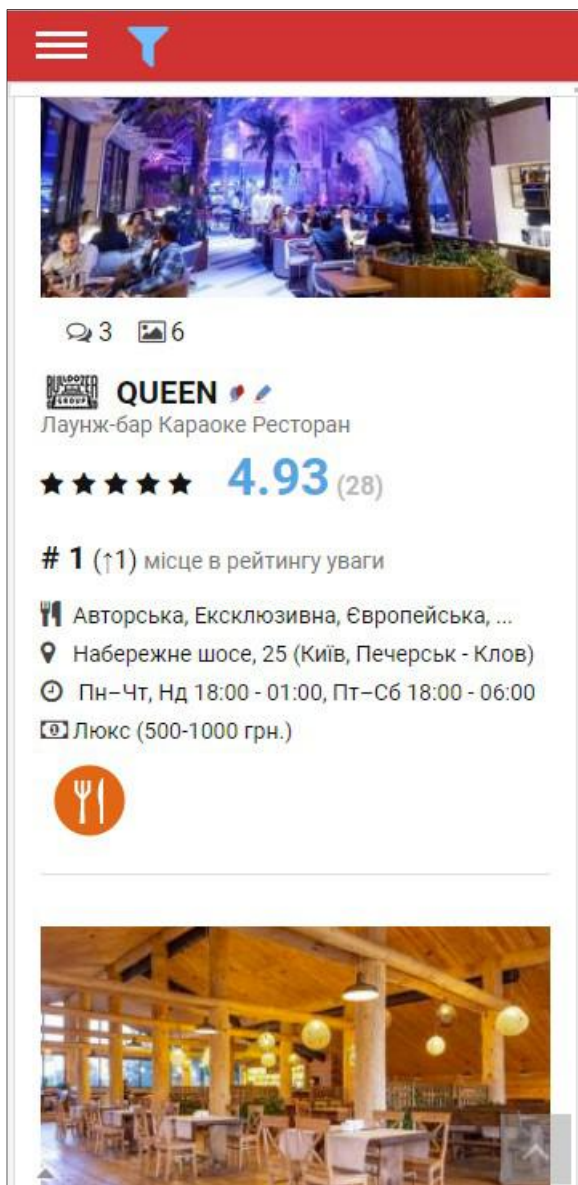 3 6
BULLDOZER
GROUP
QUEEN
Лаунж-бар Караоке Ресторан
4.93 (28)
# 1 (↑1) місце в рейтингу уваги
Авторська, Ексклюзивна, Європейська, ...
Набережне шосе, 25 (Київ, Печерськ - Клов)
Пн–Чт, Нд 18:00 - 01:00, Пт–Сб 18:00 - 06:00
Люкс (500-1000 грн.)